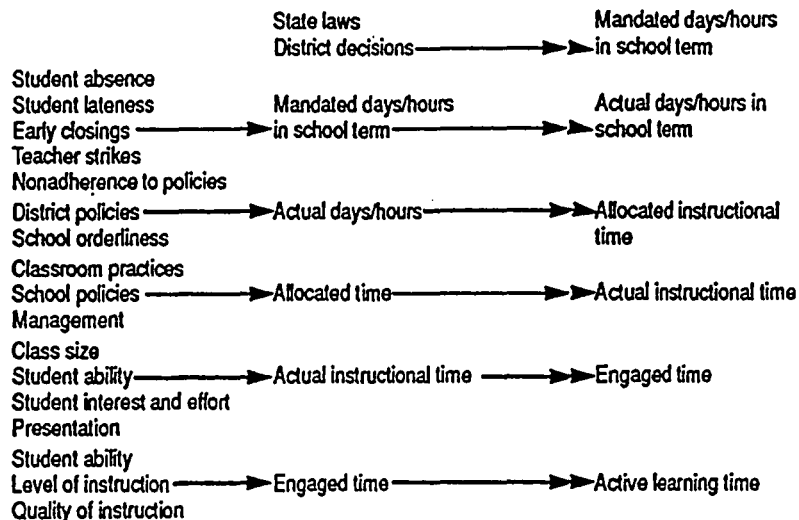 State laws
District decisions
Mandated days/hours
in school term
Student absence
Student lateness
Early closings
Teacher strikes
Nonadherence to policies
Mandated days/hours
in school term
Actual days/hours in
school term
District policies
School orderliness
Actual days/hours
Allocated instructional
time
Classroom practices
School policies
Management
Allocated time
Actual instructional time
Class size
Student ability
Student interest and effort
Presentation
Actual instructional time
Engaged time
Student ability
Level of instruction
Quality of instruction
Engaged time
Active learning time